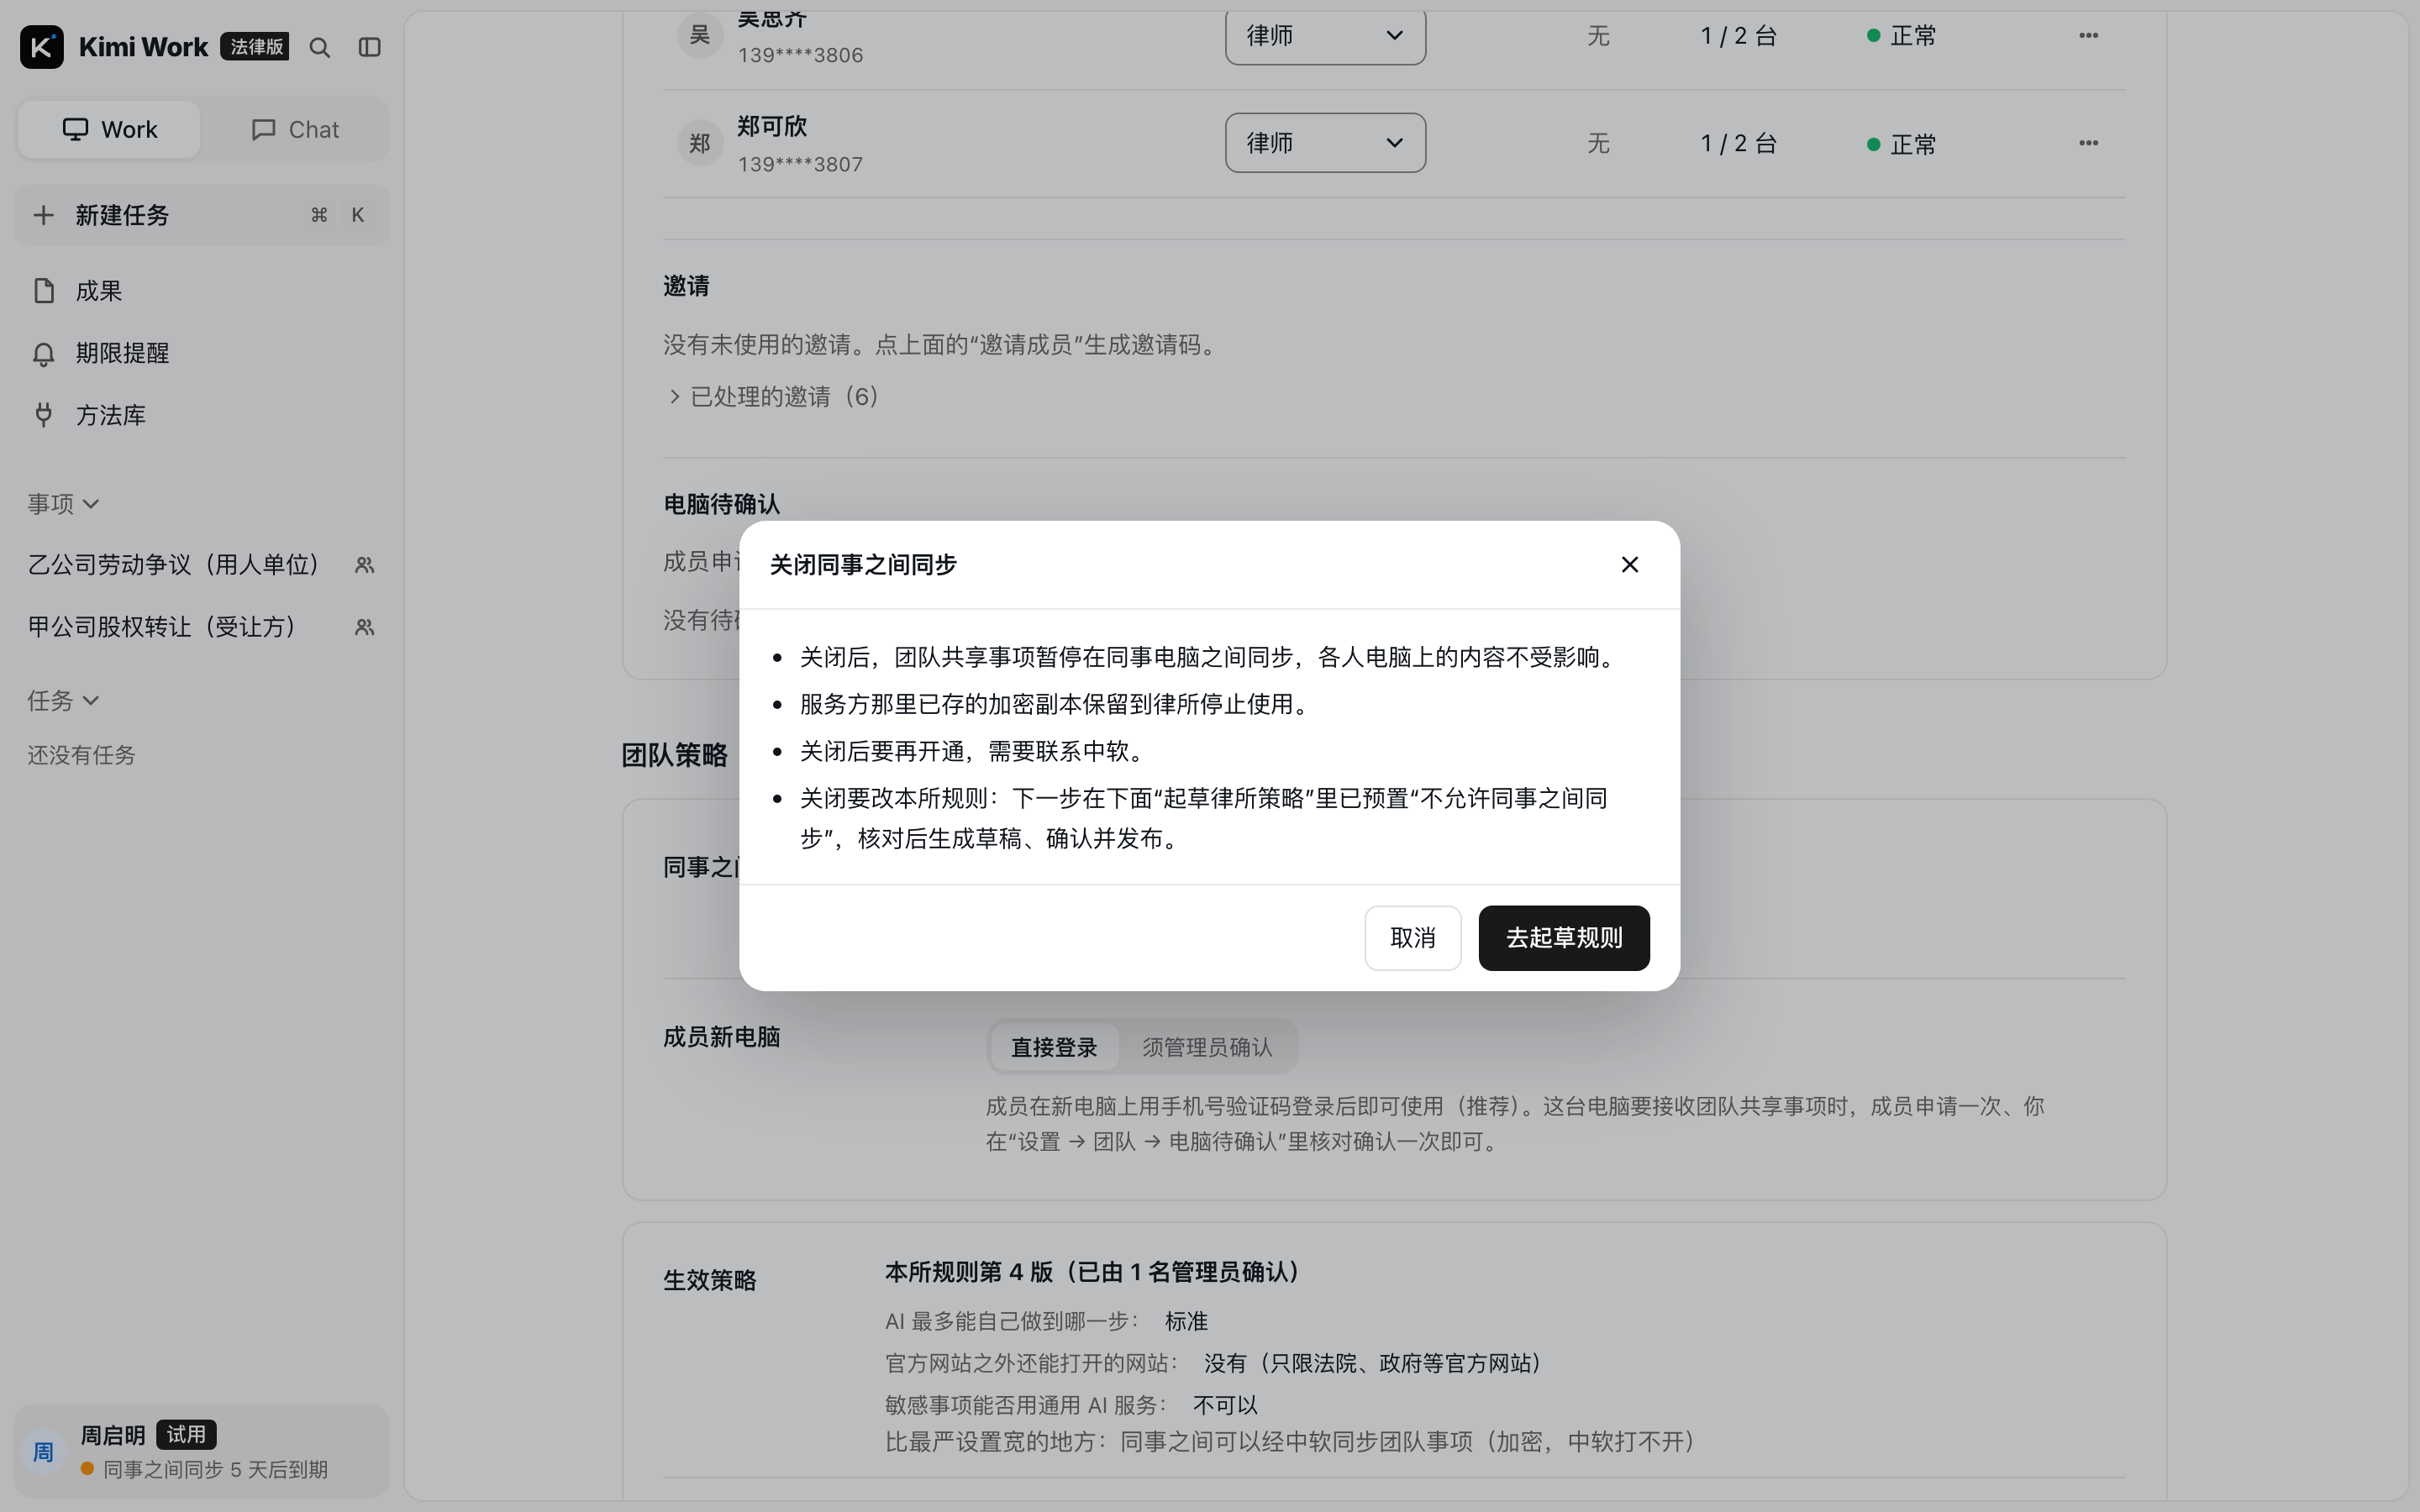 Kimi Work 法律版
Work
Chat
新建任务 ⌘ K
成果
期限提醒
方法库
事项
乙公司劳动争议（用人单位）
甲公司股权转让（受让方）
任务
还没有任务
周 周启明 试用
同事之间同步 5 天后到期
吴 吴思齐
139****3806
律师
无
1 / 2 台
正常
郑 郑可欣
139****3807
律师
无
1 / 2 台
正常
邀请
没有未使用的邀请。点上面的“邀请成员”生成邀请码。
已处理的邀请（6）
电脑待确认
成员申
没有待
团队策略
同事之
关闭同事之间同步
关闭后，团队共享事项暂停在同事电脑之间同步，各人电脑上的内容不受影响。
服务方那里已存的加密副本保留到律所停止使用。
关闭后要再开通，需要联系中软。
关闭要改本所规则：下一步在下面“起草律所策略”里已预置“不允许同事之间同
步”，核对后生成草稿、确认并发布。
取消
去起草规则
成员新电脑
直接登录
须管理员确认
成员在新电脑上用手机号验证码登录后即可使用（推荐）。这台电脑要接收团队共享事项时，成员申请一次、你
在“设置 → 团队 → 电脑待确认”里核对确认一次即可。
生效策略
本所规则第 4 版（已由 1 名管理员确认）
AI 最多能自己做到哪一步： 标准
官方网站之外还能打开的网站： 没有（只限法院、政府等官方网站）
敏感事项能否用通用 AI 服务： 不可以
比最严设置宽的地方：同事之间可以经中软同步团队事项（加密，中软打不开）